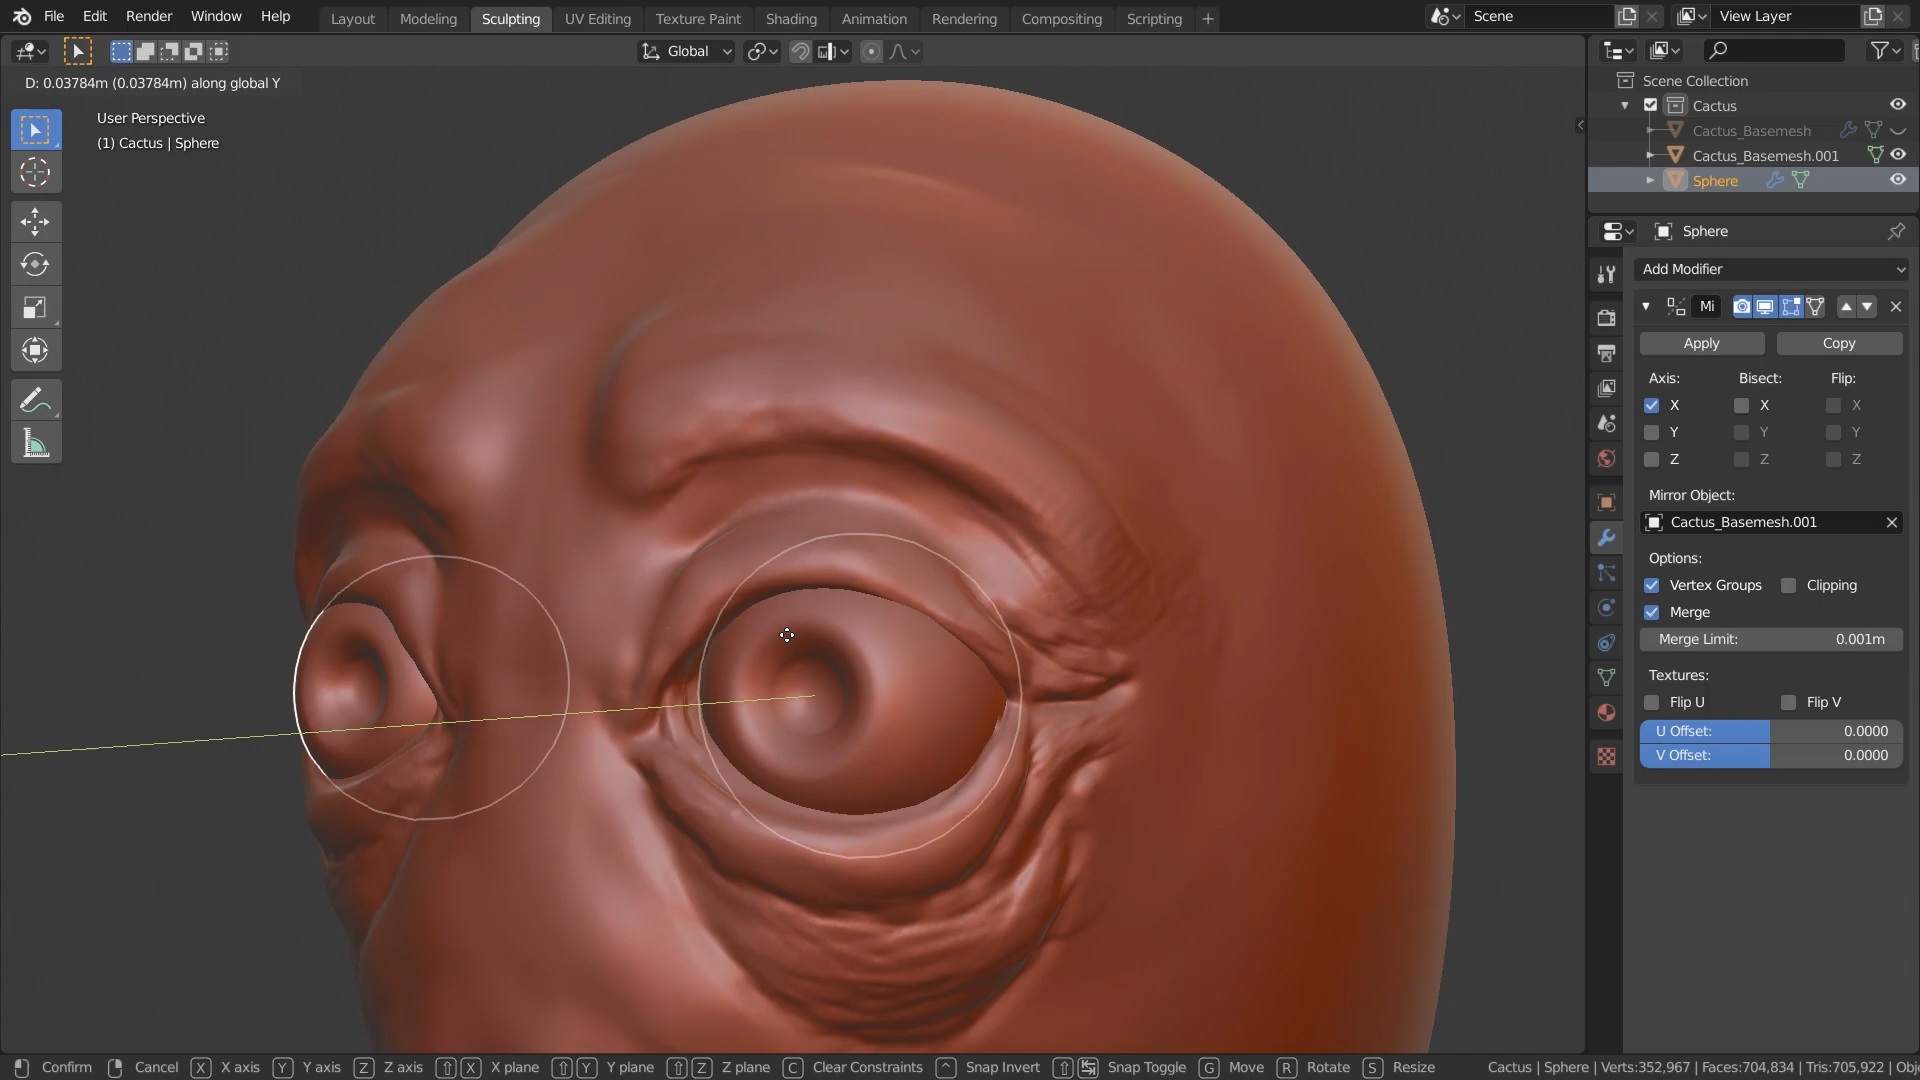 File Edit Render Window Help
Layout Modeling Sculpting UV Editing Texture Paint Shading Animation Rendering Compositing Scripting +
Scene
View Layer
Global
D: 0.03784m (0.03784m) along global Y
User Perspective
(1) Cactus | Sphere
Scene Collection
Cactus
Cactus_Basemesh
Cactus_Basemesh.001
Sphere
Sphere
Add Modifier
Mi
Apply Copy
Axis: Bisect: Flip:
X X X
Y Y Y
Z Z Z
Mirror Object:
Cactus_Basemesh.001
Options:
Vertex Groups Clipping
Merge
Merge Limit: 0.001m
Textures:
Flip U Flip V
U Offset: 0.0000
V Offset: 0.0000
Confirm Cancel X X axis Y Y axis Z Z axis X X plane Y Y plane Z Z plane C Clear Constraints ^ Snap Invert Snap Toggle G Move R Rotate S Resize Cactus | Sphere | Verts:352,967 | Faces:704,834 | Tris:705,922 | Obj